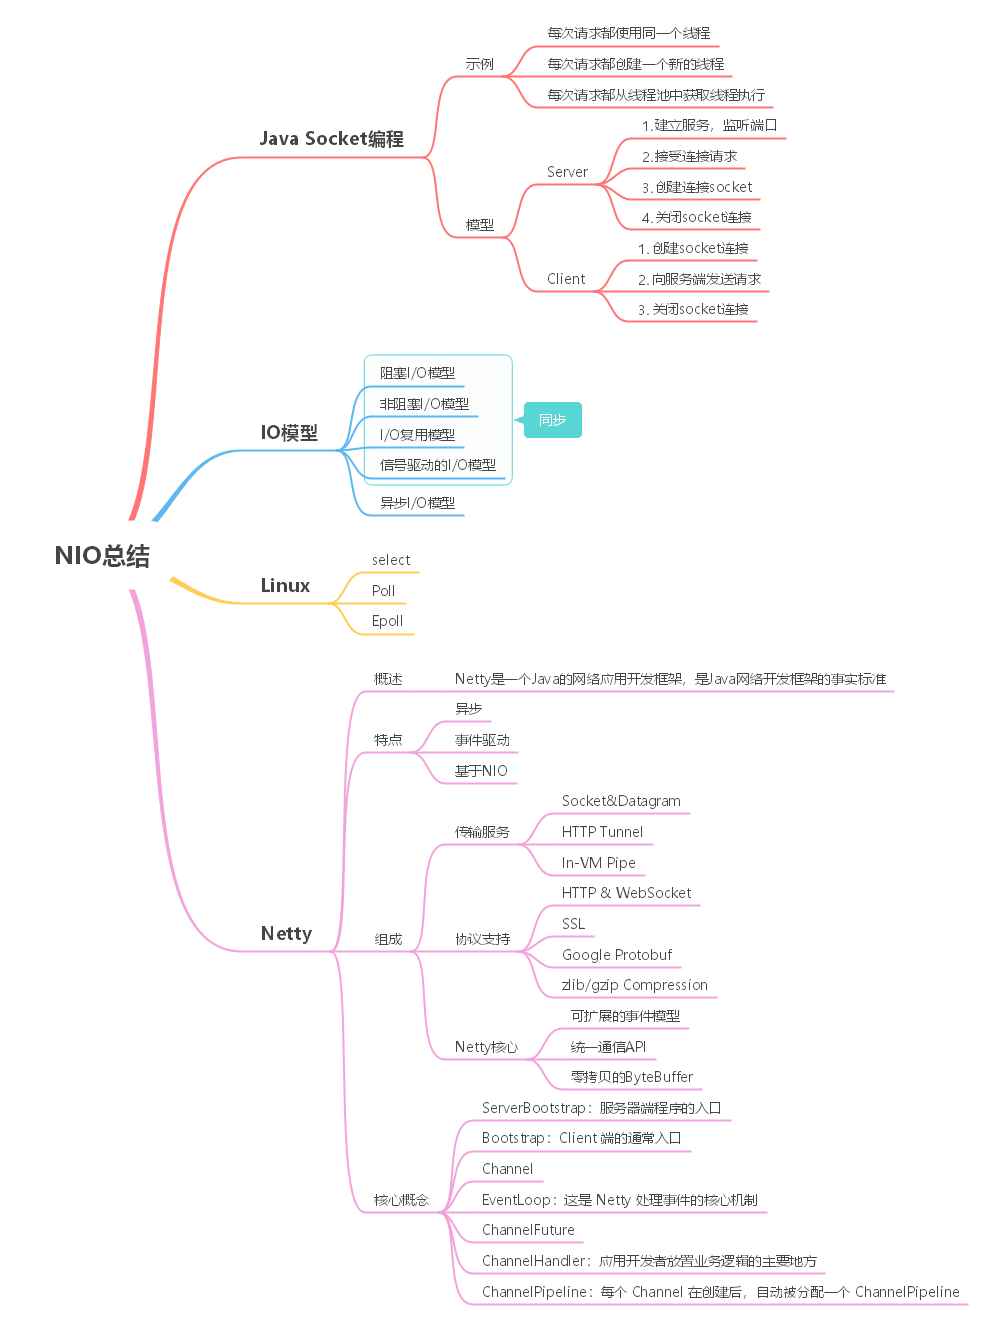 NIO总结
Java Socket编程
示例
每次请求都使用同一个线程
每次请求都创建一个新的线程
每次请求都从线程池中获取线程执行
模型
Server
1.建立服务，监听端口
2.接受连接请求
3.创建连接socket
4.关闭socket连接
Client
1. 创建socket连接
2. 向服务端发送请求
3. 关闭socket连接
IO模型
阻塞I/O模型
非阻塞I/O模型
I/O复用模型
信号驱动的I/O模型
同步
异步I/O模型
Linux
select
Poll
Epoll
Netty
概述
Netty是一个Java的网络应用开发框架，是Java网络开发框架的事实标准
特点
异步
事件驱动
基于NIO
组成
传输服务
Socket&Datagram
HTTP Tunnel
In-VM Pipe
协议支持
HTTP & WebSocket
SSL
Google Protobuf
zlib/gzip Compression
Netty核心
可扩展的事件模型
统一通信API
零拷贝的ByteBuffer
核心概念
ServerBootstrap：服务器端程序的入口
Bootstrap：Client 端的通常入口
Channel
EventLoop：这是 Netty 处理事件的核心机制
ChannelFuture
ChannelHandler：应用开发者放置业务逻辑的主要地方
ChannelPipeline：每个 Channel 在创建后，自动被分配一个 ChannelPipeline